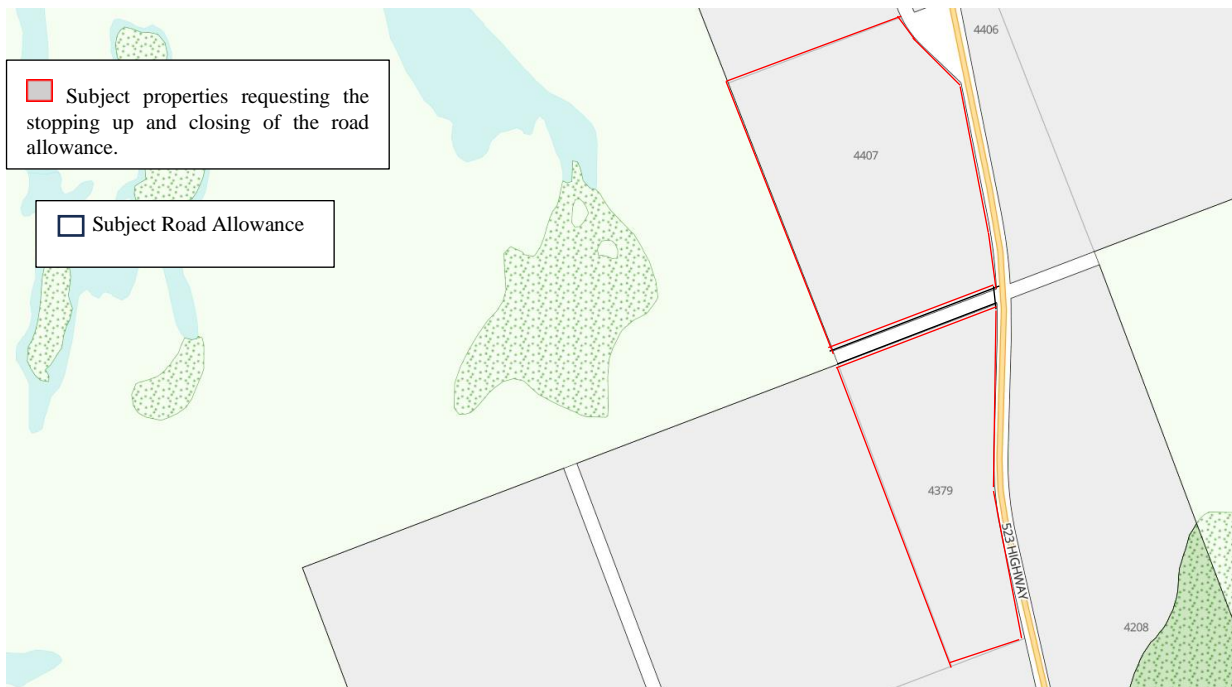 4406
Subject properties requesting the
stopping up and closing of the road
allowance.
4407
Subject Road Allowance
4379
523 HIGHWAY
4208